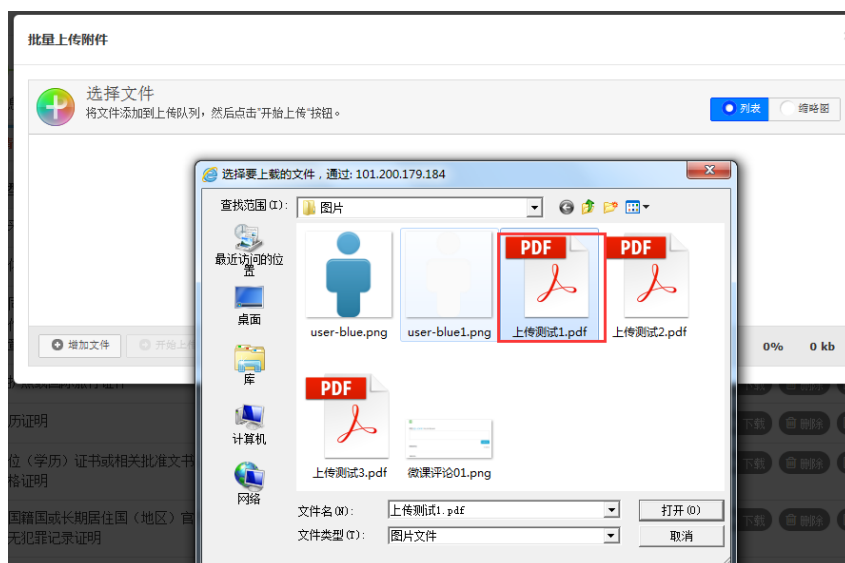 批量上传附件
选择文件
将文件添加到上传队列，然后点击"开始上传"按钮。
列表
缩略图
选择要上载的文件，通过: 101.200.179.184
查找范围(I):
图片
最近访问的位置
桌面
库
计算机
网络
PDF
PDF
user-blue.png
user-blue1.png
上传测试1.pdf
上传测试2.pdf
PDF
上传测试3.pdf
微课评论01.png
文件名(N):
上传测试1.pdf
打开(O)
文件类型(T):
图片文件
取消
增加文件
开始上
0%
0 kb
历证明
下载
删除
位（学历）证书或相关批准文书
格证明
下载
删除
国籍国或长期居住国（地区）官
无犯罪记录证明
下载
删除